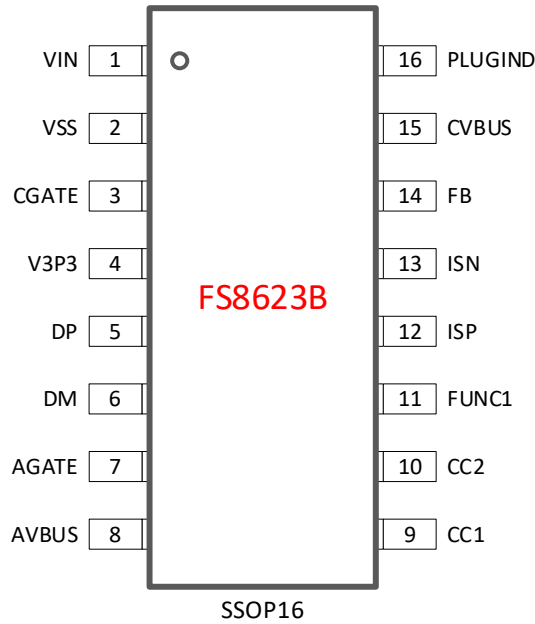 VIN 1 16 PLUGIND
VSS 2 15 CVBUS
CGATE 3 14 FB
V3P3 4 13 ISN
FS8623B
DP 5 12 ISP
DM 6 11 FUNC1
AGATE 7 10 CC2
AVBUS 8 9 CC1
SSOP16